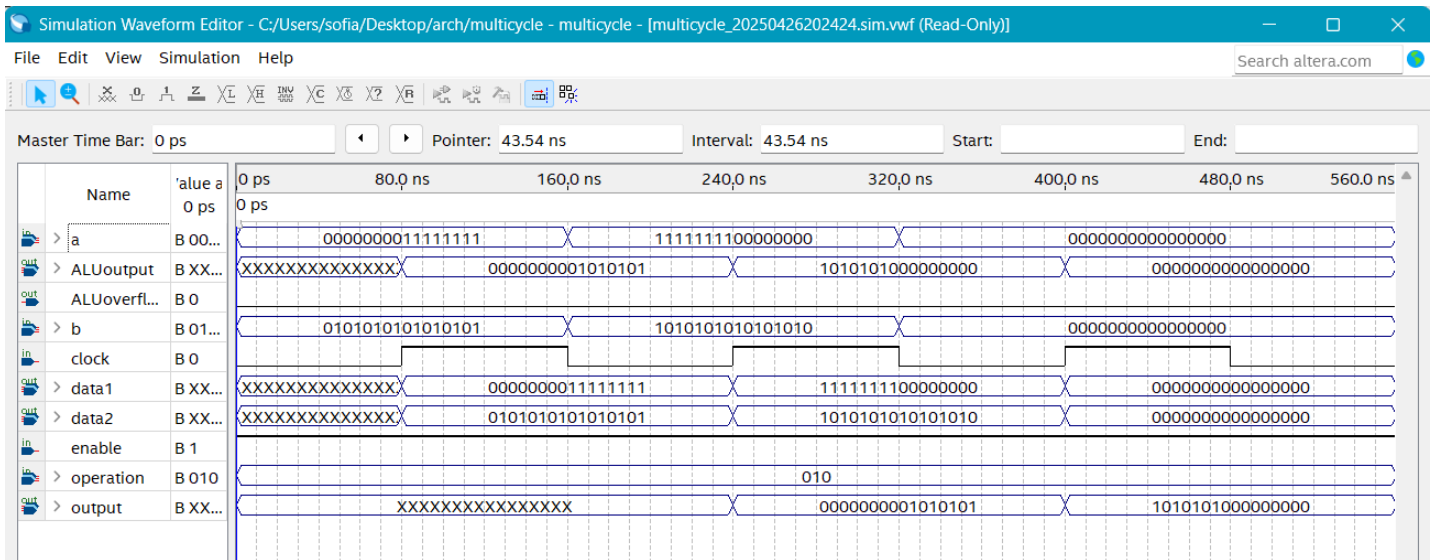 Simulation Waveform Editor - C:/Users/sofia/Desktop/arch/multicycle - multicycle - [multicycle_20250426202424.sim.vwf (Read-Only)]
File Edit View Simulation Help
Search altera.com
Master Time Bar: 0 ps Pointer: 43.54 ns Interval: 43.54 ns Start: End:
Name 'alue a 0 ps 0 ps 80.0 ns 160.0 ns 240.0 ns 320.0 ns 400.0 ns 480.0 ns 560.0 ns
0 ps
a B 00... 0000000011111111 1111111100000000 0000000000000000
ALUoutput B XX... XXXXXXXXXXXXXX 0000000001010101 1010101000000000 0000000000000000
ALUoverfl... B 0
b B 01... 0101010101010101 1010101010101010 0000000000000000
clock B 0
data1 B XX... XXXXXXXXXXXXXX 0000000011111111 1111111100000000 0000000000000000
data2 B XX... XXXXXXXXXXXXXX 0101010101010101 1010101010101010 0000000000000000
enable B 1
operation B 010 010
output B XX... XXXXXXXXXXXXXXXX 0000000001010101 1010101000000000